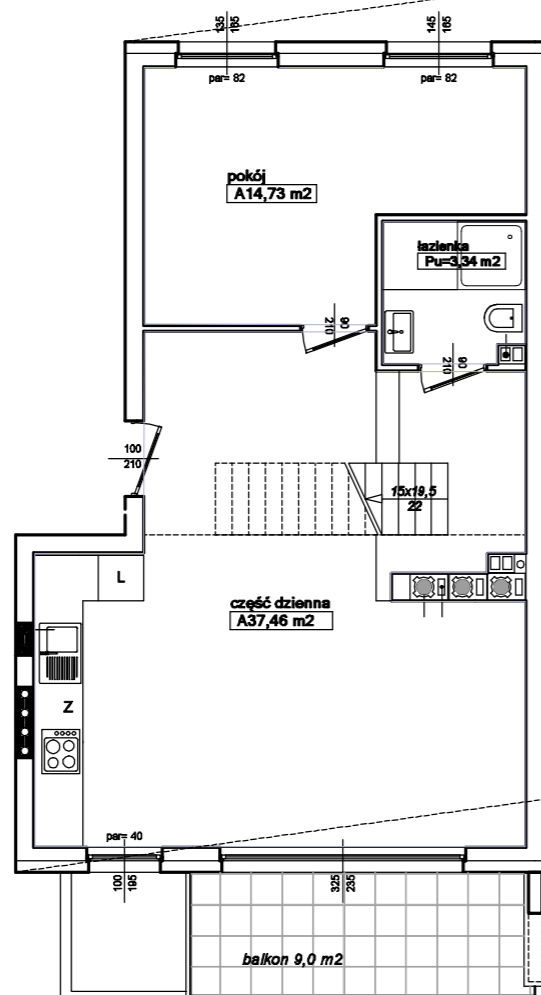 135
165
145
165
par= 82
par= 82
pokój
A14,73 m2
łazienka
Pu=3,34 m2
90
210
90
210
100
210
15x19,5
22
L
część dzienna
A37,46 m2
Z
par= 40
100
195
325
235
balkon 9,0 m2